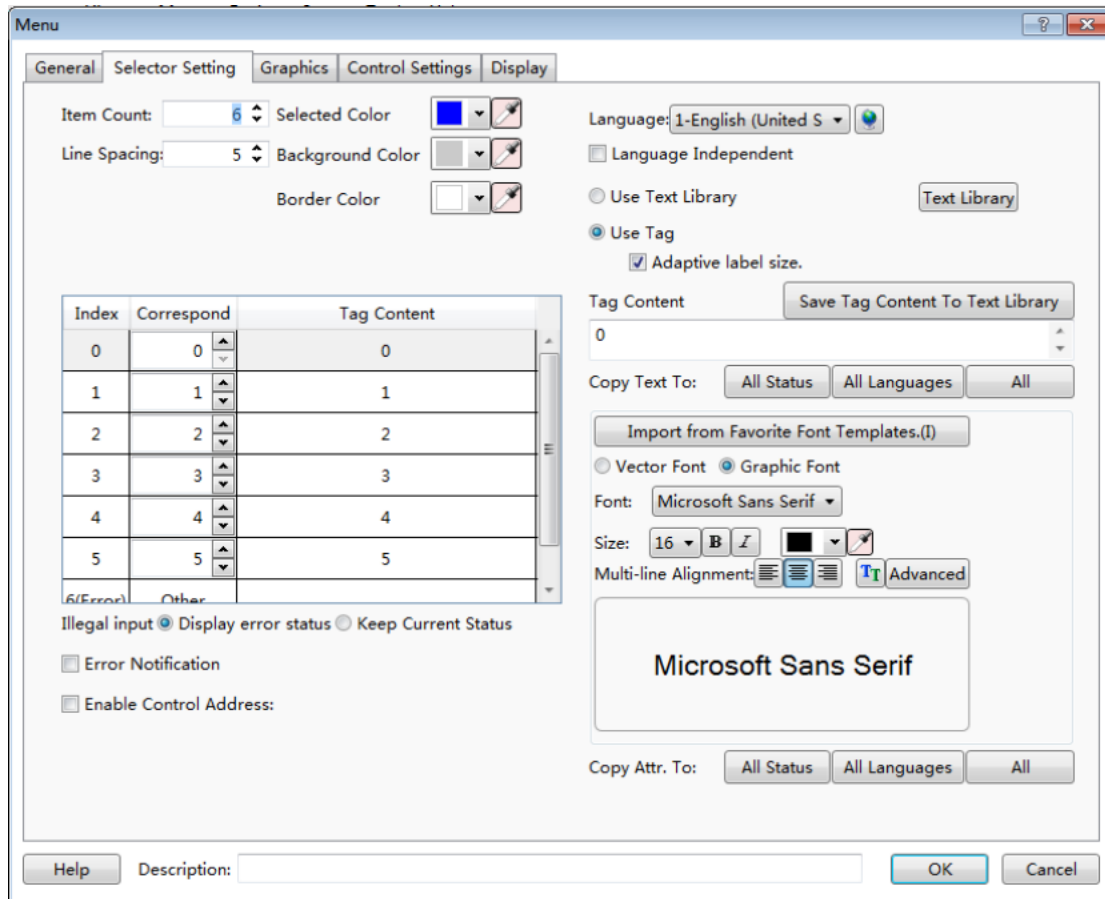 Menu
General Selector Setting Graphics Control Settings Display
Item Count: 6 Selected Color
Line Spacing: 5 Background Color
Border Color
Language: 1-English (United S
Language Independent
Use Text Library Text Library
Use Tag
Adaptive label size.
Index Correspond Tag Content
0 0 0
1 1 1
2 2 2
3 3 3
4 4 4
5 5 5
6(Error) Other
Illegal input Display error status Keep Current Status
Error Notification
Enable Control Address:
Tag Content Save Tag Content To Text Library
0
Copy Text To: All Status All Languages All
Import from Favorite Font Templates.(I)
Vector Font Graphic Font
Font: Microsoft Sans Serif
Size: 16 B I
Multi-line Alignment: TT Advanced
Microsoft Sans Serif
Copy Attr. To: All Status All Languages All
Help Description: OK Cancel